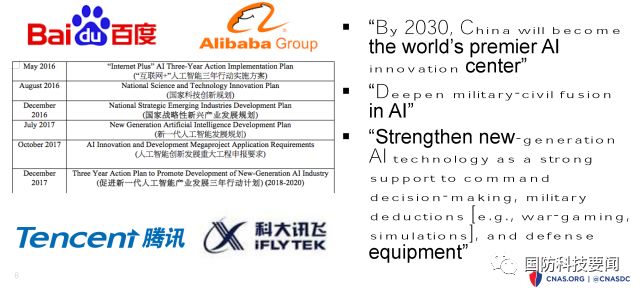 Baidu百度
Alibaba Group
May 2016
"Internet Plus" AI Three-Year Action Implementation Plan
("互联网+"人工智能三年行动实施方案)
August 2016
National Science and Technology Innovation Plan
(国家科技创新规划)
December
2016
National Strategic Emerging Industries Development Plan
(国家战略性新兴产业发展规划)
July 2017
New Generation Artificial Intelligence Development Plan
(新一代人工智能发展规划)
October 2017
AI Innovation and Development Megaproject Application Requirements
(人工智能创新发展重大工程申报要求)
December
2017
Three Year Action Plan to Promote Development of New-Generation AI Industry
(促进新一代人工智能产业发展三年行动计划) (2018-2020)
Tencent 腾讯
科大讯飞
iFLYTEK
8
"By 2030, China will become
the world's premier AI
innovation center"
"Deepen military-civil fusion
in AI"
"Strengthen new-generation
AI technology as a strong
support to command
decision-making, military
deductions [e.g., war-gaming,
simulations], and defense
equipment"
国防科技要闻
CNAS.ORG | @CNASDC